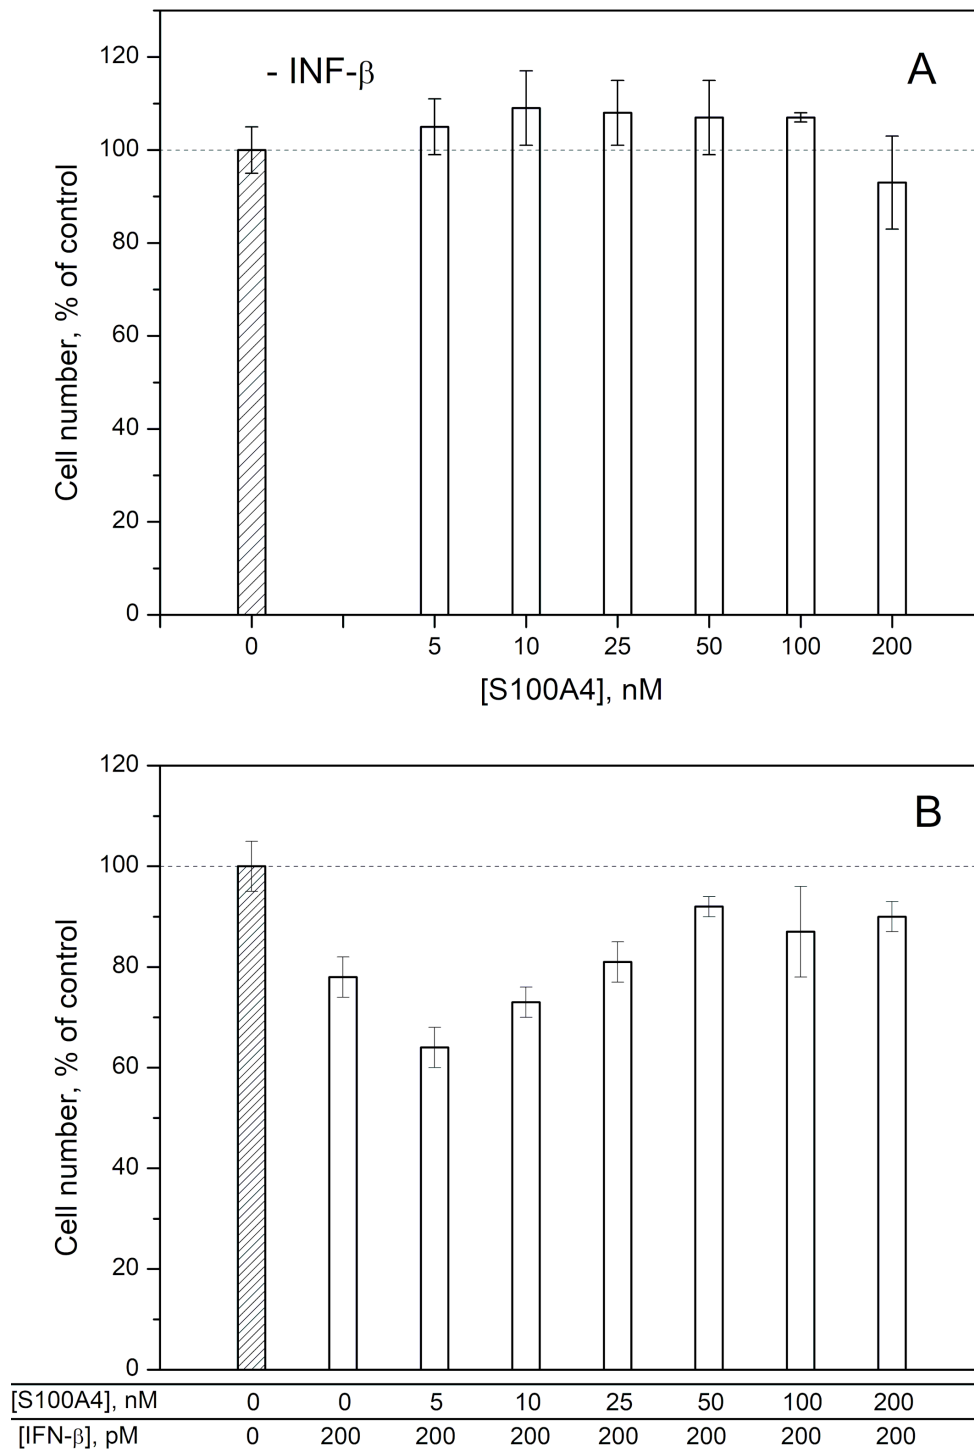 120
- INF-β
A
100
80
60
40
20
0
Cell number, % of control
0 5 10 25 50 100 200
[S100A4], nM
120
B
100
80
60
40
20
0
Cell number, % of control
[S100A4], nM 0 0 5 10 25 50 100 200
[IFN-β], pM 0 200 200 200 200 200 200 200